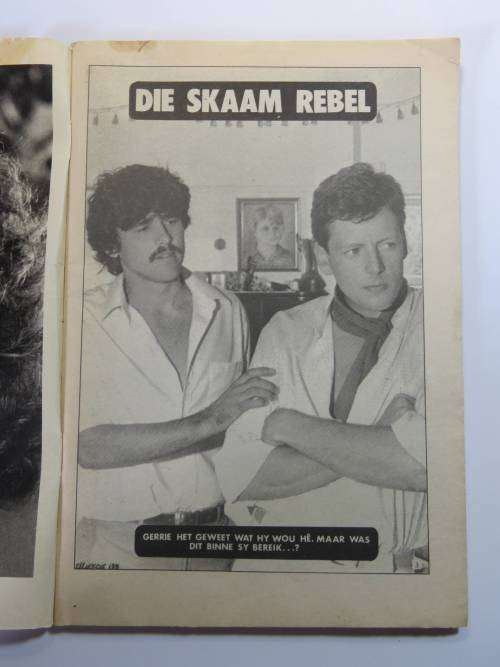 DIE SKAAM REBEL
GERRIE HET GEWEET WAT HY WOU HÊ. MAAR WAS
DIT BINNE SY BEREIK...?